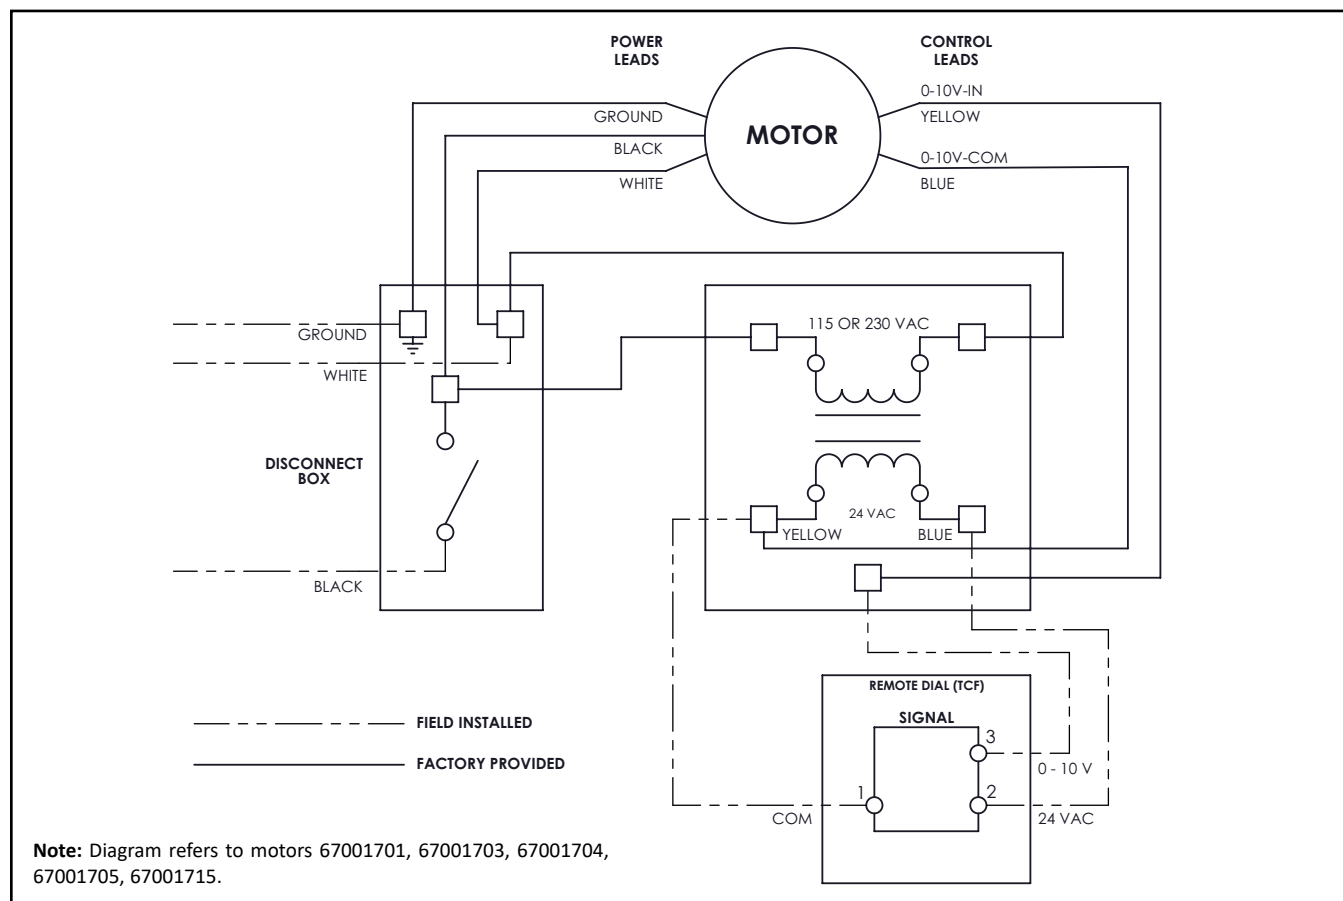 POWER
LEADS
CONTROL
LEADS
0-10V-IN
GROUND
YELLOW
MOTOR
BLACK
0-10V-COM
WHITE
BLUE
GROUND
115 OR 230 VAC
WHITE
DISCONNECT
BOX
24 VAC
YELLOW
BLUE
BLACK
REMOTE DIAL (TCF)
SIGNAL
FIELD INSTALLED
3
FACTORY PROVIDED
0 - 10 V
1
2
COM
24 VAC
Note: Diagram refers to motors 67001701, 67001703, 67001704,
67001705, 67001715.